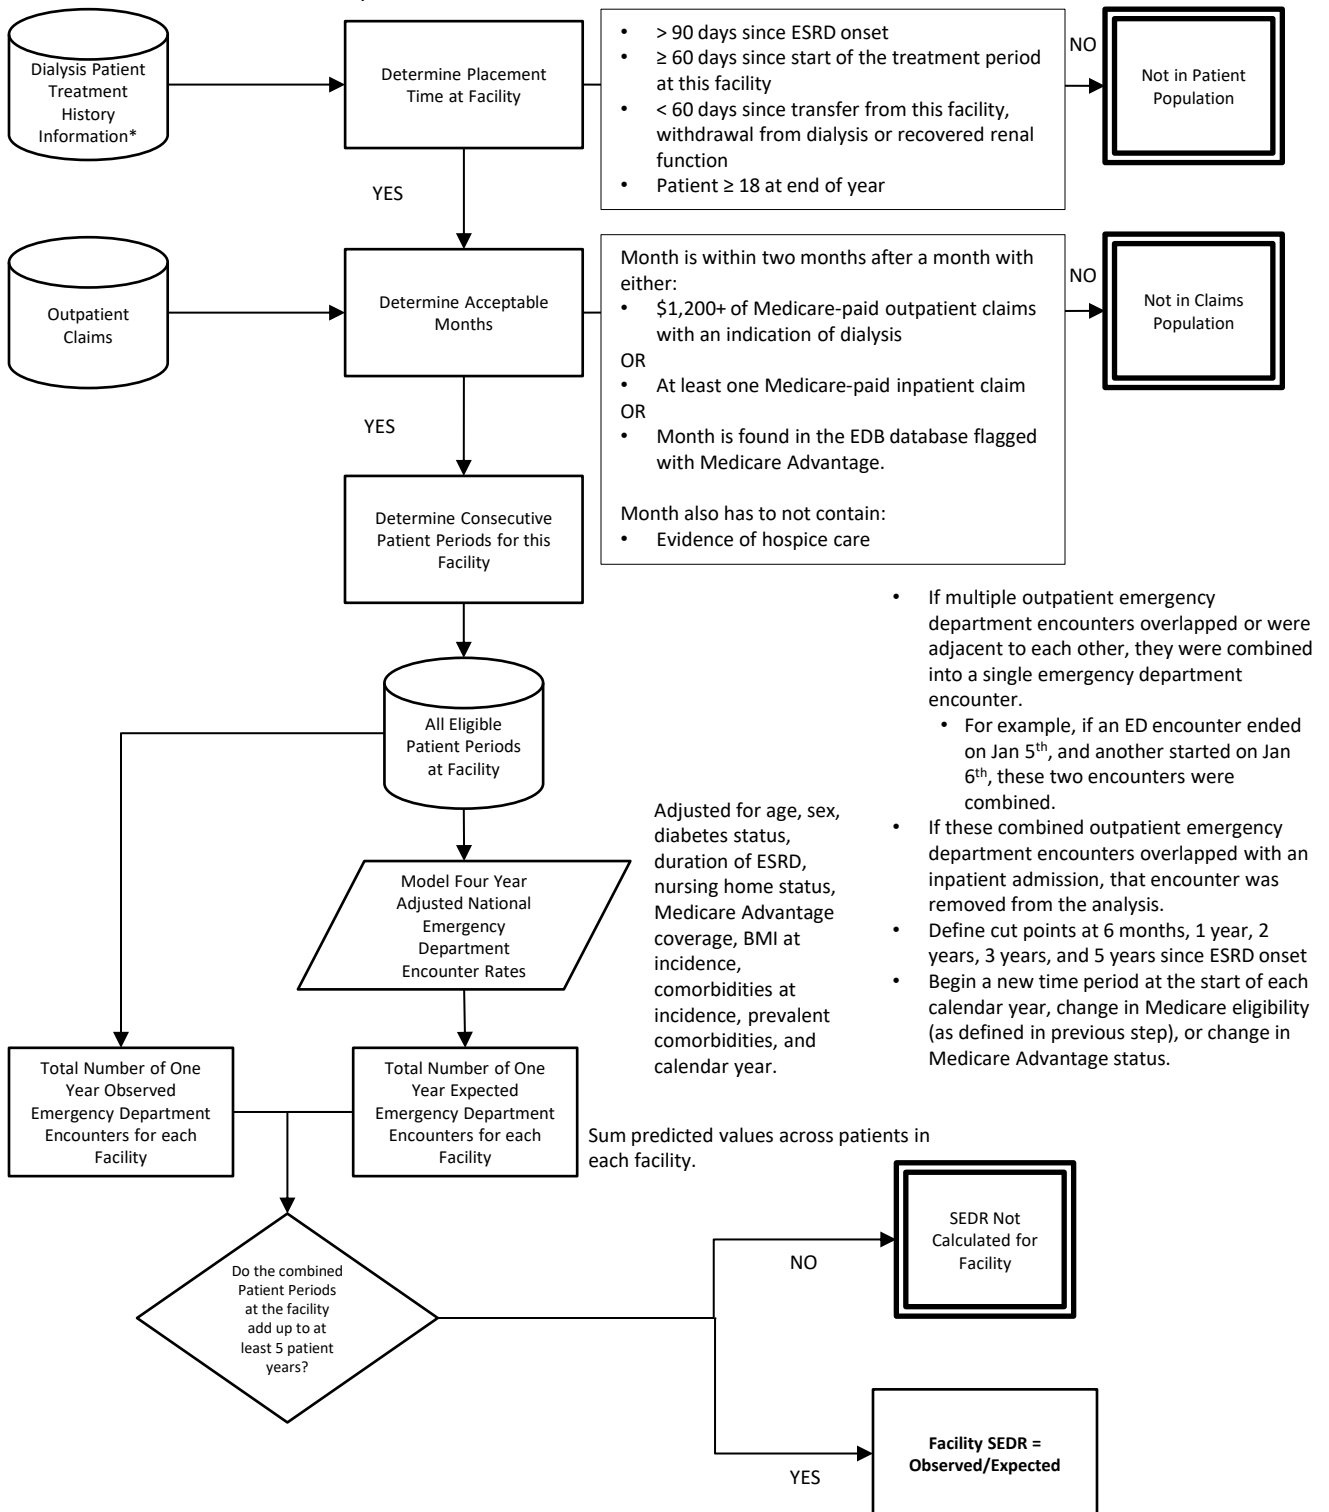 Dialysis Patient
Treatment
History
Information*
Determine Placement
Time at Facility
• > 90 days since ESRD onset
• ≥ 60 days since start of the treatment period
at this facility
• < 60 days since transfer from this facility,
withdrawal from dialysis or recovered renal
function
• Patient ≥ 18 at end of year
NO
Not in Patient
Population
YES
Outpatient
Claims
Determine Acceptable
Months
Month is within two months after a month with
either:
• $1,200+ of Medicare-paid outpatient claims
with an indication of dialysis
OR
• At least one Medicare-paid inpatient claim
OR
• Month is found in the EDB database flagged
with Medicare Advantage.
Month also has to not contain:
• Evidence of hospice care
NO
Not in Claims
Population
YES
Determine Consecutive
Patient Periods for this
Facility
• If multiple outpatient emergency
department encounters overlapped or were
adjacent to each other, they were combined
into a single emergency department
encounter.
• For example, if an ED encounter ended
on Jan 5th, and another started on Jan
6th, these two encounters were
combined.
• If these combined outpatient emergency
department encounters overlapped with an
inpatient admission, that encounter was
removed from the analysis.
• Define cut points at 6 months, 1 year, 2
years, 3 years, and 5 years since ESRD onset
• Begin a new time period at the start of each
calendar year, change in Medicare eligibility
(as defined in previous step), or change in
Medicare Advantage status.
All Eligible
Patient Periods
at Facility
Adjusted for age, sex,
diabetes status,
duration of ESRD,
nursing home status,
Medicare Advantage
coverage, BMI at
incidence,
comorbidities at
incidence, prevalent
comorbidities, and
calendar year.
Model Four Year
Adjusted National
Emergency
Department
Encounter Rates
Total Number of One
Year Observed
Emergency Department
Encounters for each
Facility
Total Number of One
Year Expected
Emergency Department
Encounters for each
Facility
Sum predicted values across patients in
each facility.
Do the combined
Patient Periods
at the facility
add up to at
least 5 patient
years?
NO
SEDR Not
Calculated for
Facility
YES
Facility SEDR =
Observed/Expected